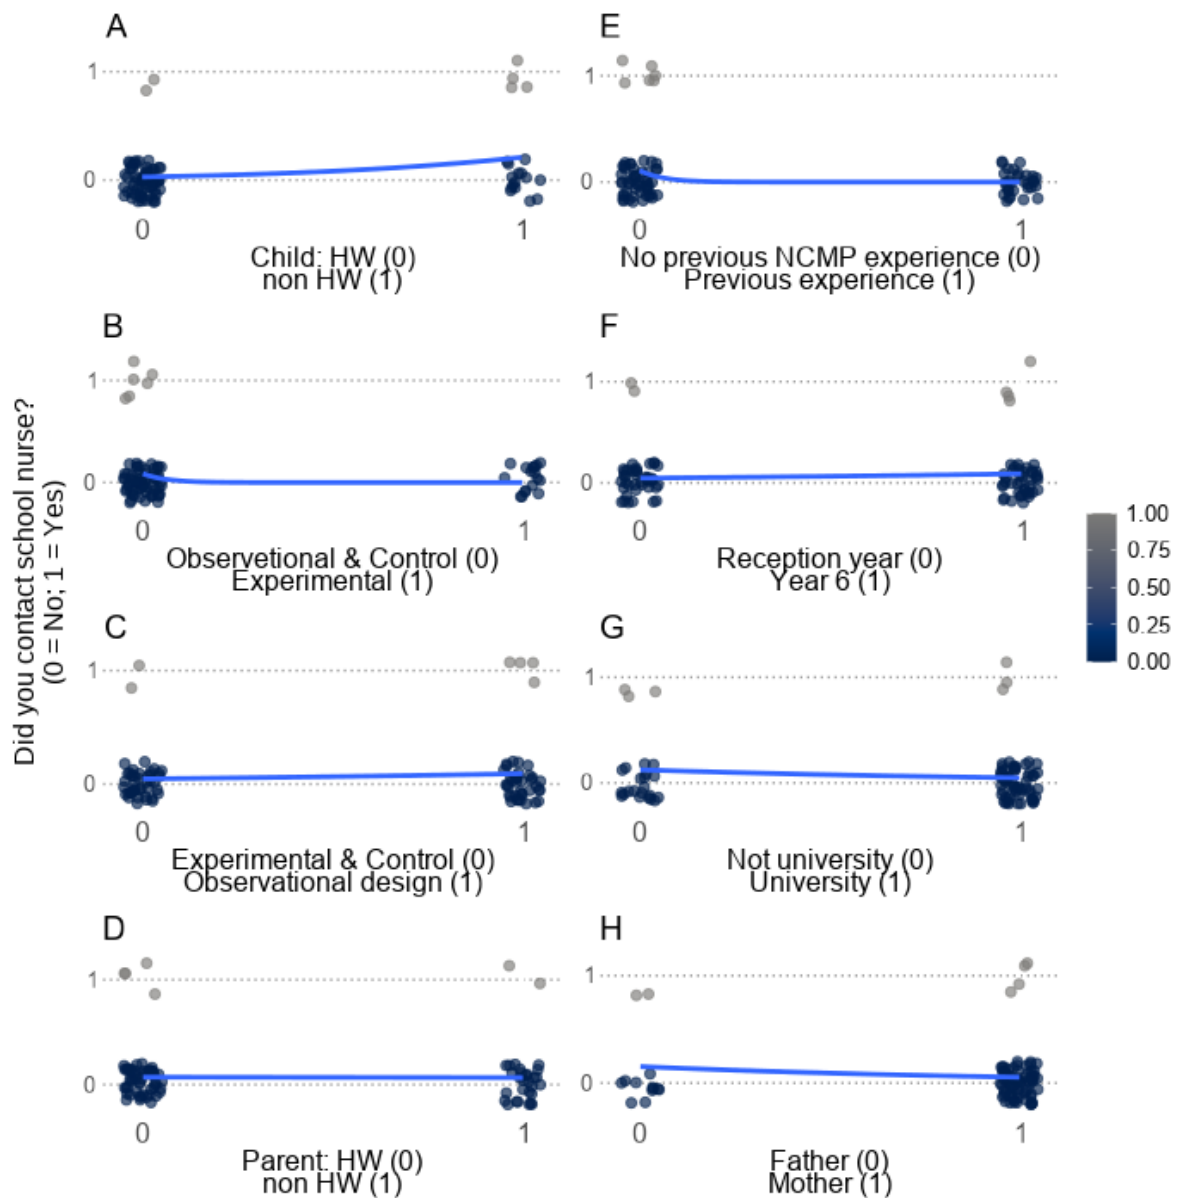 Did you contact school nurse?
(0 = No; 1 = Yes)
A
1
0
0
1
Child: HW (0)
non HW (1)
B
1
0
0
1
Observetional & Control (0)
Experimental (1)
C
1
0
0
1
Experimental & Control (0)
Observational design (1)
D
1
0
0
1
Parent: HW (0)
non HW (1)
E
1
0
0
1
No previous NCMP experience (0)
Previous experience (1)
F
1
0
0
1
Reception year (0)
Year 6 (1)
G
1
0
0
1
Not university (0)
University (1)
H
1
0
0
1
Father (0)
Mother (1)
1.00
0.75
0.50
0.25
0.00